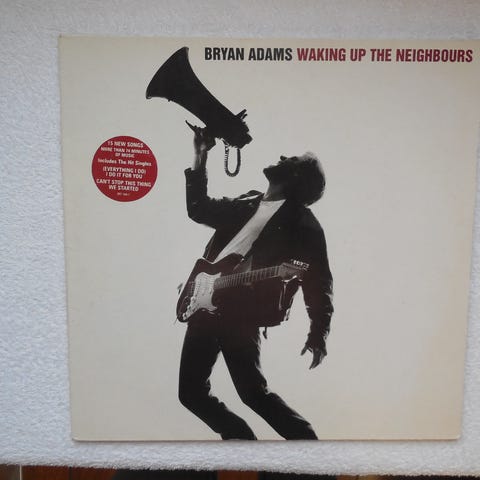 BRYAN ADAMS WAKING UP THE NEIGHBOURS
15 NEW SONGS
MORE THAN 74 MINUTES
OF MUSIC
Includes The Hit Singles
(EVERYTHING I DO)
I DO IT FOR YOU
CAN'T STOP THIS THING
WE STARTED